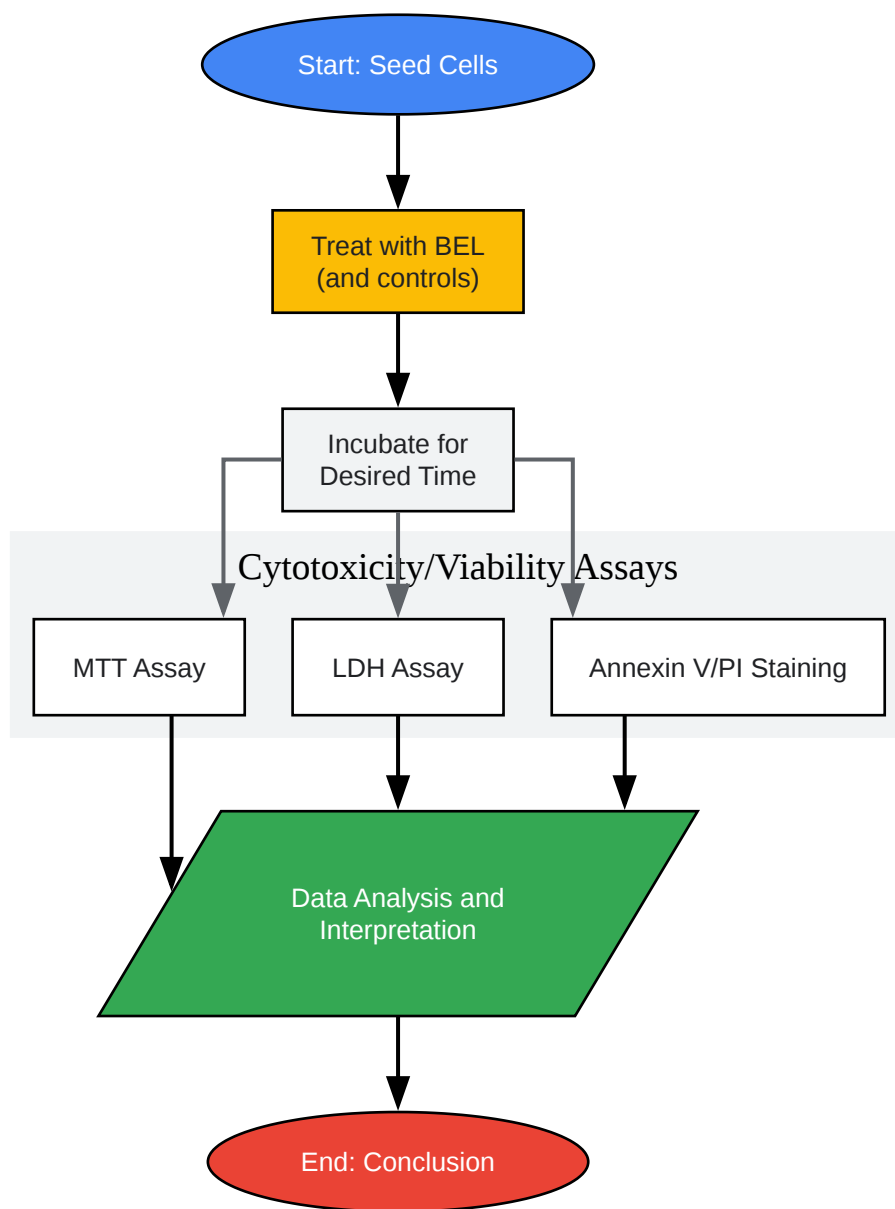 Start: Seed Cells
Treat with BEL
(and controls)
Incubate for
Desired Time
Cytotoxicity/Viability Assays
MTT Assay
LDH Assay
Annexin V/PI Staining
Data Analysis and
Interpretation
End: Conclusion